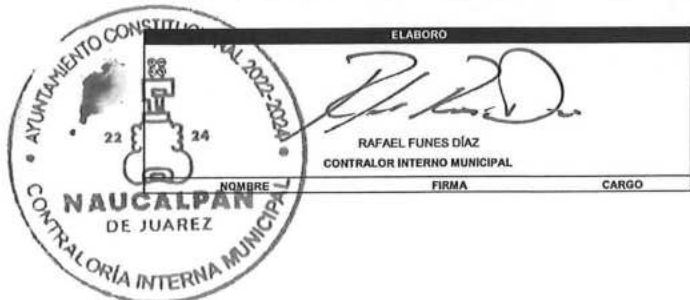 ELABORÓ
AYUNTAMIENTO CONSTITUCIONAL 2022-2024
22 24
NAUCALPAN
DE JUAREZ
CONTRALORÍA INTERNA MUNICIPAL
RAFAEL FUNES DÍAZ
CONTRALOR INTERNO MUNICIPAL
NOMBRE FIRMA CARGO